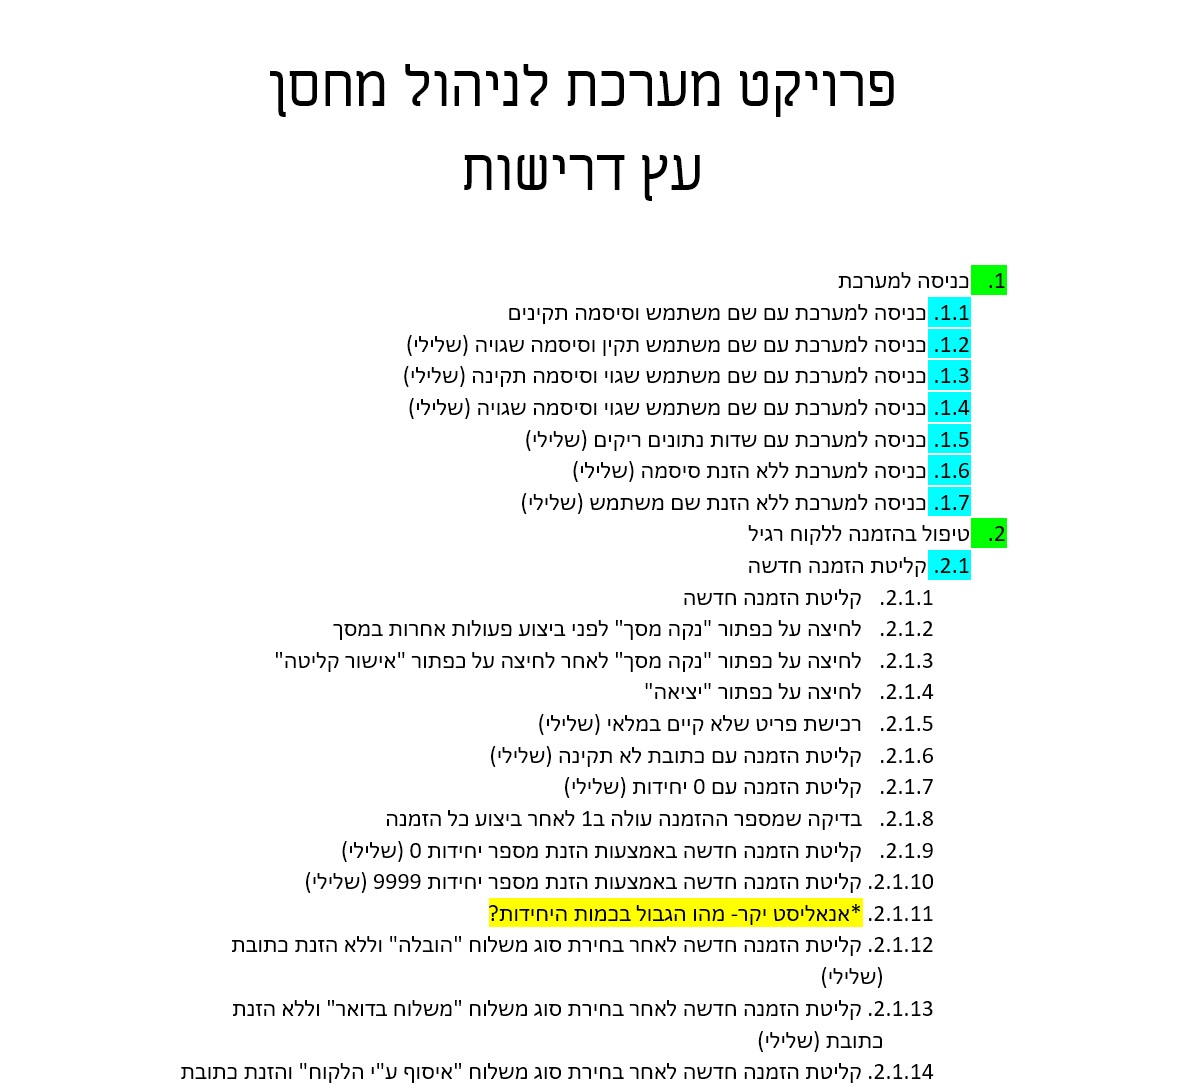 פרויקט מערכת לניהול מחסן
עץ דרישות
1. כניסה למערכת
1.1. כניסה למערכת עם שם משתמש וסיסמה תקינים
1.2. כניסה למערכת עם שם משתמש תקין וסיסמה שגויה (שלילי)
1.3. כניסה למערכת עם שם משתמש שגוי וסיסמה תקינה (שלילי)
1.4. כניסה למערכת עם שם משתמש שגוי וסיסמה שגויה (שלילי)
1.5. כניסה למערכת עם שדות נתונים ריקים (שלילי)
1.6. כניסה למערכת ללא הזנת סיסמה (שלילי)
1.7. כניסה למערכת ללא הזנת שם משתמש (שלילי)
2. טיפול בהזמנה ללקוח רגיל
2.1. קליטת הזמנה חדשה
2.1.1. קליטת הזמנה חדשה
2.1.2. לחיצה על כפתור "נקה מסך" לפני ביצוע פעולות אחרות במסך
2.1.3. לחיצה על כפתור "נקה מסך" לאחר לחיצה על כפתור "אישור קליטה"
2.1.4. לחיצה על כפתור "יציאה"
2.1.5. רכישת פריט שלא קיים במלאי (שלילי)
2.1.6. קליטת הזמנה עם כתובת לא תקינה (שלילי)
2.1.7. קליטת הזמנה עם 0 יחידות (שלילי)
2.1.8. בדיקה שמספר ההזמנה עולה ב1 לאחר ביצוע כל הזמנה
2.1.9. קליטת הזמנה חדשה באמצעות הזנת מספר יחידות 0 (שלילי)
2.1.10. קליטת הזמנה חדשה באמצעות הזנת מספר יחידות 9999 (שלילי)
2.1.11. *אנאליסט יקר- מהו הגבול בכמות היחידות?
2.1.12. קליטת הזמנה חדשה לאחר בחירת סוג משלוח "הובלה" וללא הזנת כתובת
(שלילי)
2.1.13. קליטת הזמנה חדשה לאחר בחירת סוג משלוח "משלוח בדואר" וללא הזנת
כתובת (שלילי)
2.1.14. קליטת הזמנה חדשה לאחר בחירת סוג משלוח "איסוף ע"י הלקוח" והזנת כתובת